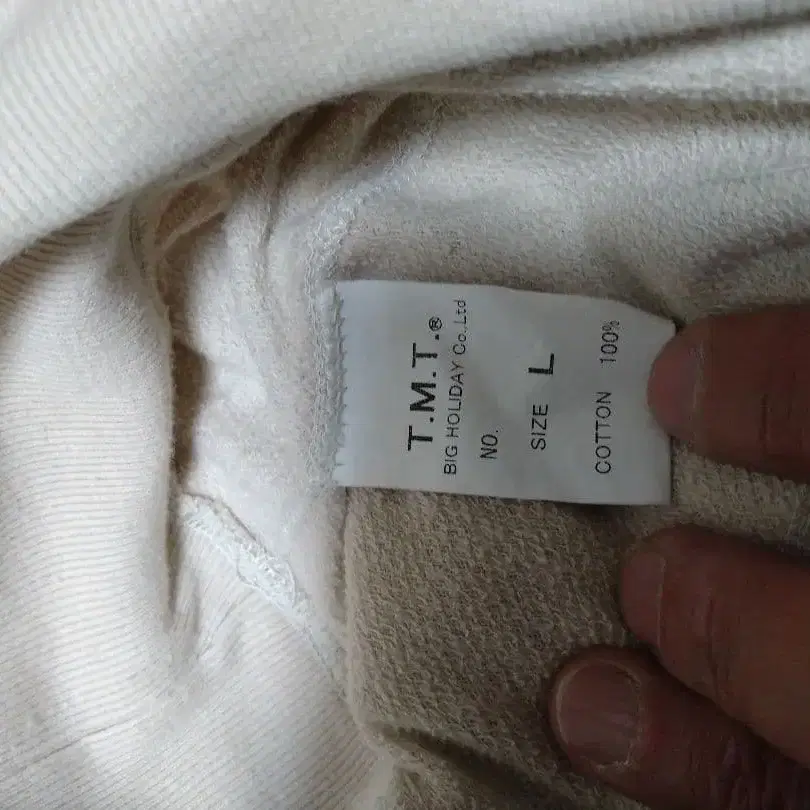 T.M.T.®
BIG HOLIDAY Co.,Ltd
NO.
SIZE L
COTTON 100%